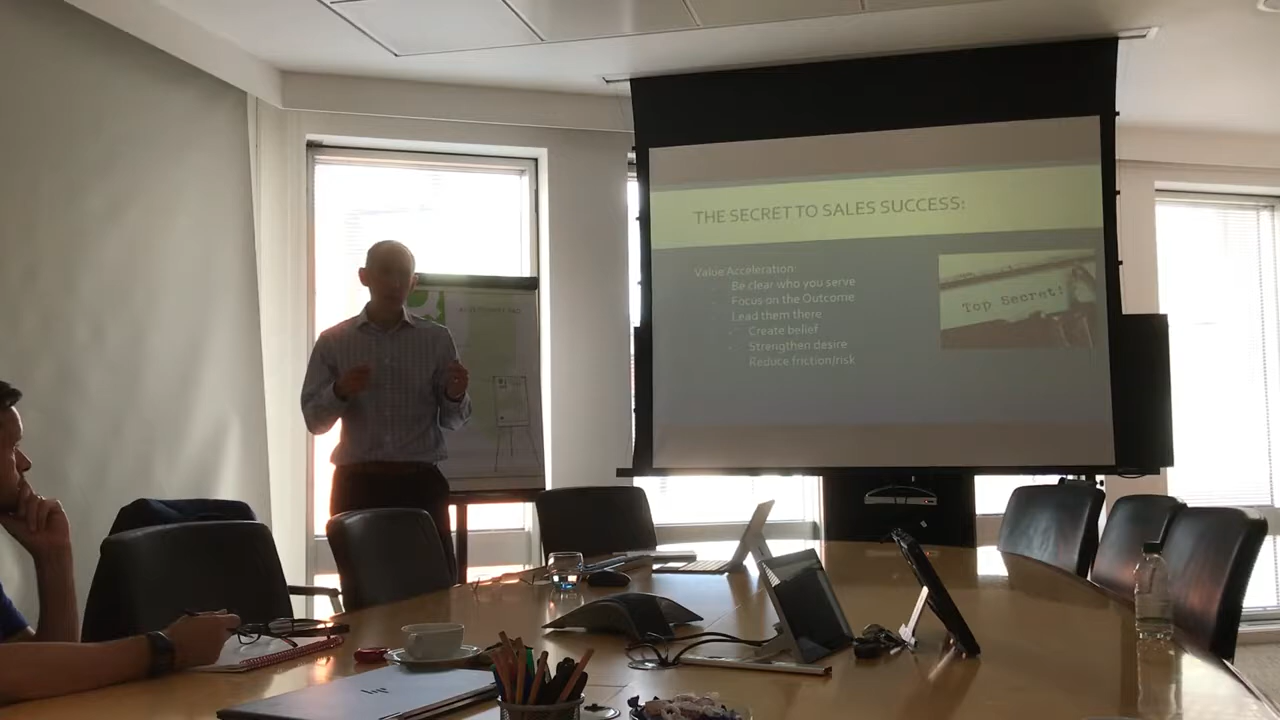 THE SECRET TO SALES SUCCESS:
Value Acceleration:
Be clear who you serve
Focus on the Outcome
Lead them there
Create belief
Strengthen desire
Reduce friction/risk
Top Secret!
hp